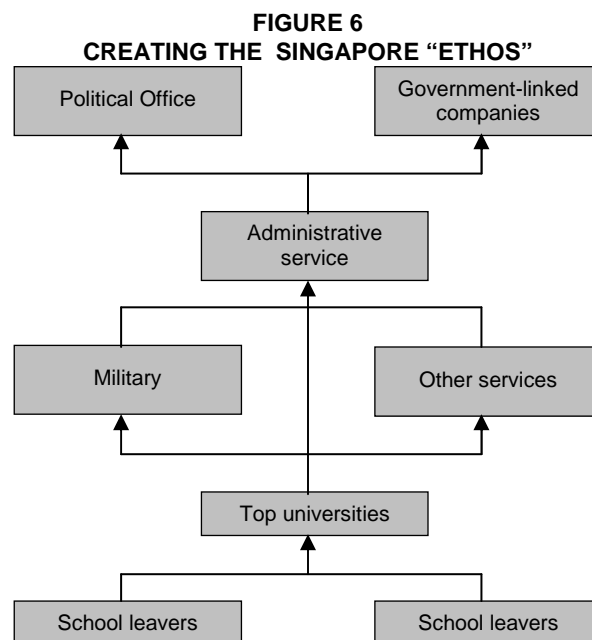 FIGURE 6
CREATING THE SINGAPORE “ETHOS”
Political Office
Government-linked
companies
Administrative
service
Military
Other services
Top universities
School leavers
School leavers